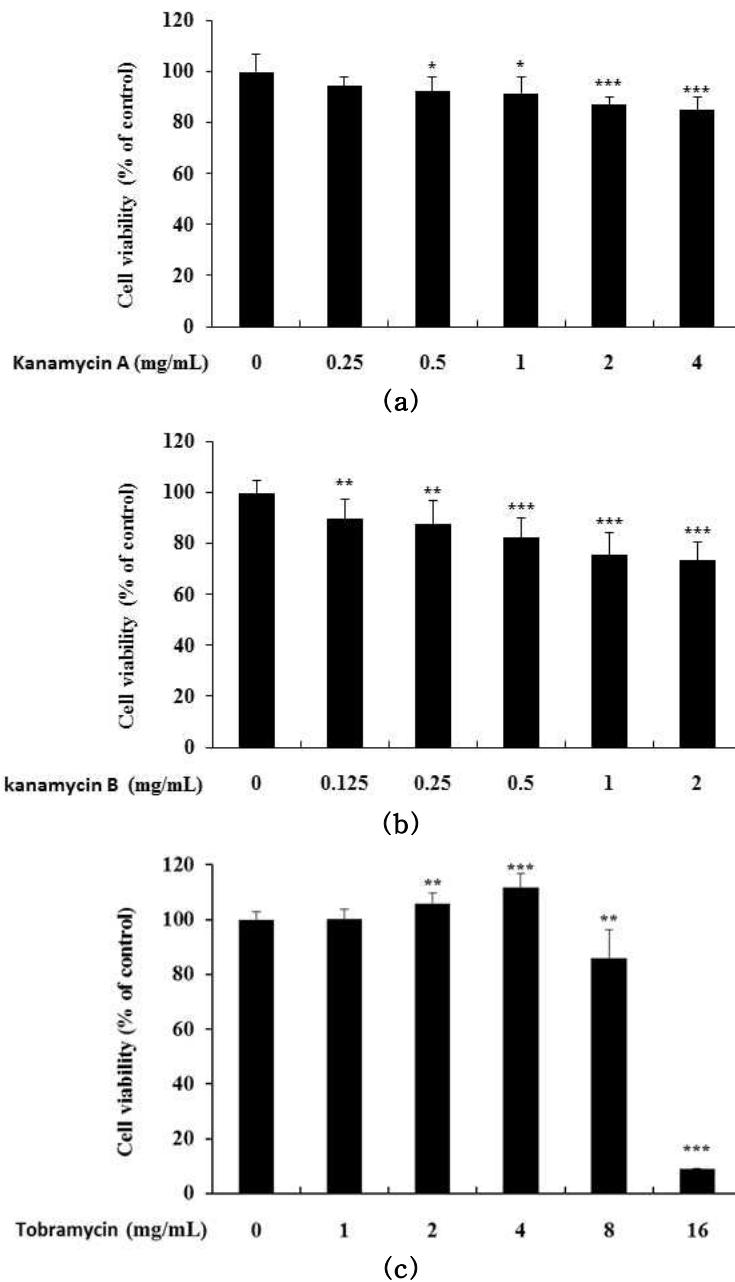 120
* *
*** ***
100
80
60
40
20
0
Cell viability (% of control)
Kanamycin A (mg/mL) 0 0.25 0.5 1 2 4
(a)
120
** ** *** *** ***
100
80
60
40
20
0
Cell viability (% of control)
kanamycin B (mg/mL) 0 0.125 0.25 0.5 1 2
(b)
120
** *** ** ***
100
80
60
40
20
0
Cell viability (% of control)
Tobramycin (mg/mL) 0 1 2 4 8 16
(c)